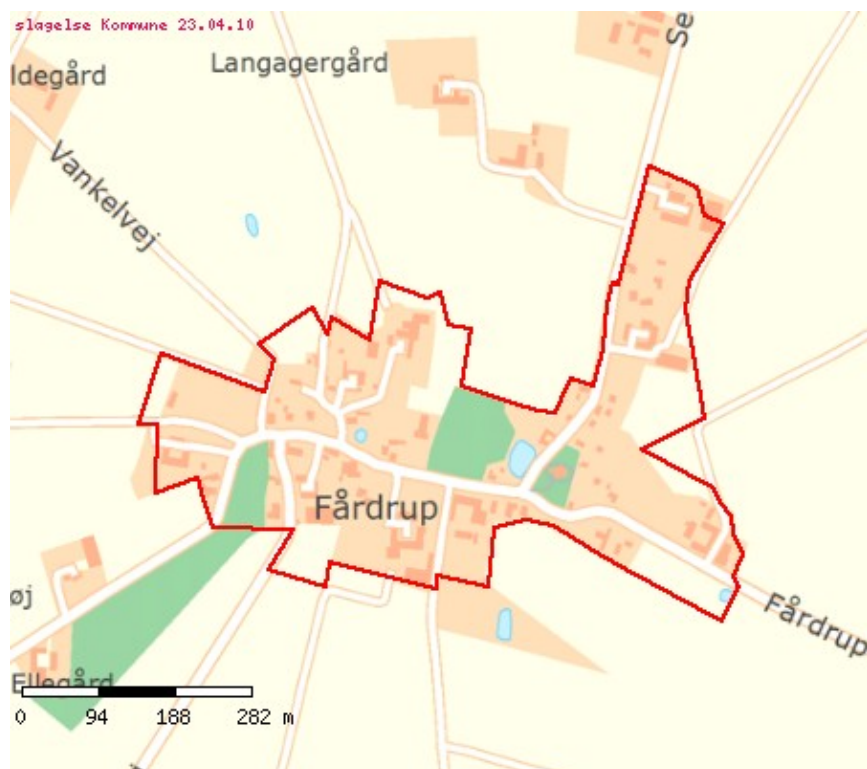 slagelse Kommune 23.04.10
Se
Langagergård
ldegård
Vankelvej
Fårdrup
øj
Fårdrup
Ellegård
0 94 188 282 m